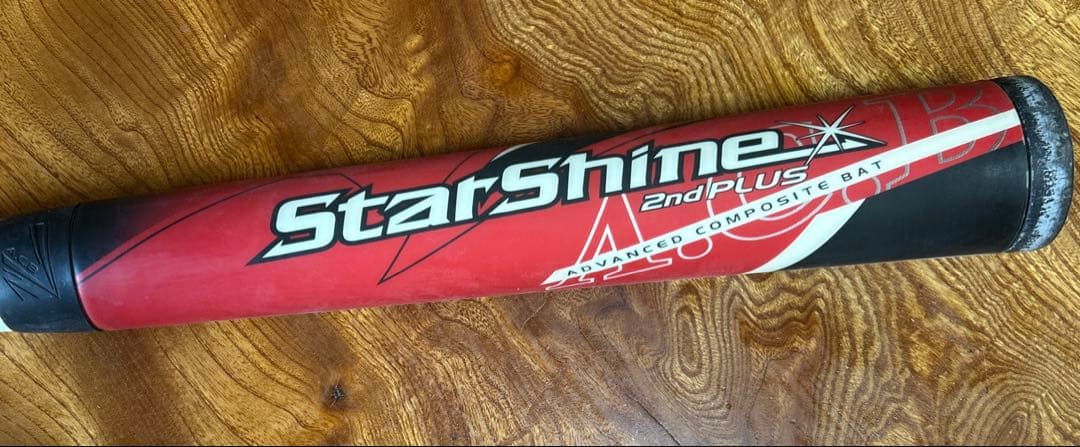 StarShine
2nd PLUS
A.C.B
ADVANCED COMPOSITE BAT